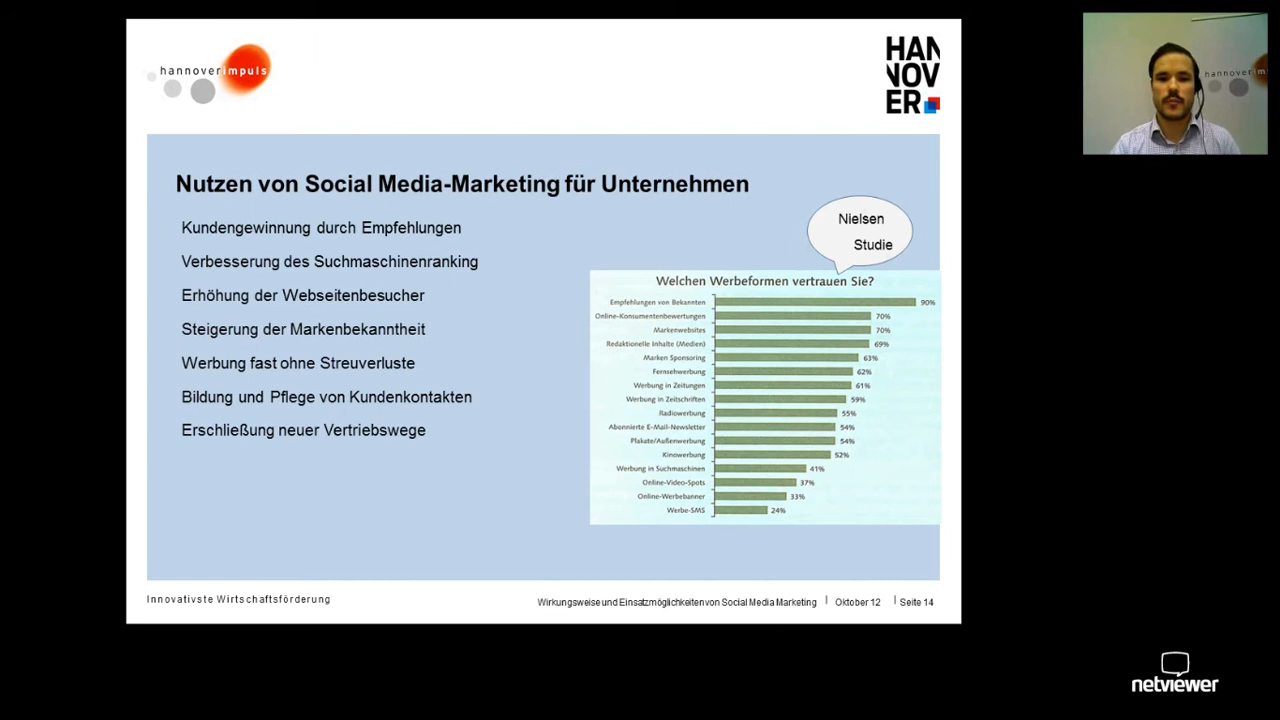 hannoverimpuls
HAN
NOV
ER
Nutzen von Social Media-Marketing für Unternehmen
Kundengewinnung durch Empfehlungen
Verbesserung des Suchmaschinenranking
Erhöhung der Webseitenbesucher
Steigerung der Markenbekanntheit
Werbung fast ohne Streuverluste
Bildung und Pflege von Kundenkontakten
Erschließung neuer Vertriebswege
Nielsen
Studie
Welchen Werbeformen vertrauen Sie?
Empfehlungen von Bekannten 90%
Online-Konsumentenbewertungen 70%
Markenwebsites 70%
Redaktionelle Inhalte (Medien) 69%
Marken Sponsoring 63%
Fernsehwerbung 62%
Werbung in Zeitungen 61%
Werbung in Zeitschriften 59%
Radiowerbung 55%
Abonnierte E-Mail-Newsletter 54%
Plakate/Außenwerbung 54%
Kinowerbung 52%
Werbung in Suchmaschinen 41%
Online-Video-Spots 37%
Online-Werbebanner 33%
Werbe-SMS 24%
Innovativste Wirtschaftsförderung
Wirkungsweise und Einsatzmöglichkeiten von Social Media Marketing | Oktober 12 | Seite 14
hannoverim
netviewer